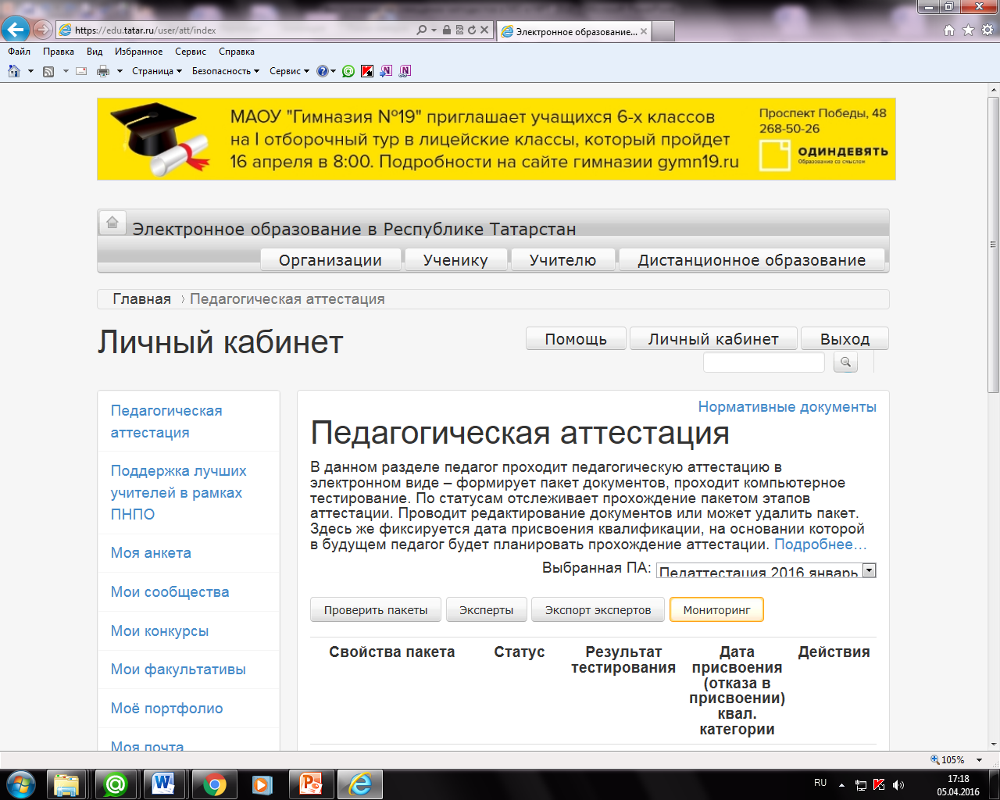 https://edu.tatar.ru/user/att/index
Электронное образование...
Файл Правка Вид Избранное Сервис Справка
Страница Безопасность Сервис
МАОУ "Гимназия №19" приглашает учащихся 6-х классов
на I отборочный тур в лицейские классы, который пройдет
16 апреля в 8:00. Подробности на сайте гимназии gymn19.ru
Проспект Победы, 48
268-50-26
ОДИНДЕВЯТЬ
Образование со смыслом
Электронное образование в Республике Татарстан
Организации Ученику Учителю Дистанционное образование
Главная Педагогическая аттестация
Личный кабинет
Помощь Личный кабинет Выход
Педагогическая
аттестация
Поддержка лучших
учителей в рамках
ПНПО
Моя анкета
Мои сообщества
Мои конкурсы
Мои факультативы
Моё портфолио
Моя почта
Нормативные документы
Педагогическая аттестация
В данном разделе педагог проходит педагогическую аттестацию в
электронном виде – формирует пакет документов, проходит компьютерное
тестирование. По статусам отслеживает прохождение пакетом этапов
аттестации. Проводит редактирование документов или может удалить пакет.
Здесь же фиксируется дата присвоения квалификации, на основании которой
в будущем педагог будет планировать прохождение аттестации. Подробнее...
Выбранная ПА: Педаттестация 2016 январь
Проверить пакеты Эксперты Экспорт экспертов Мониторинг
Свойства пакета
Статус
Результат
тестирования
Дата
присвоения
(отказа в
присвоении)
квал.
категории
Действия
105%
RU
17:18
05.04.2016